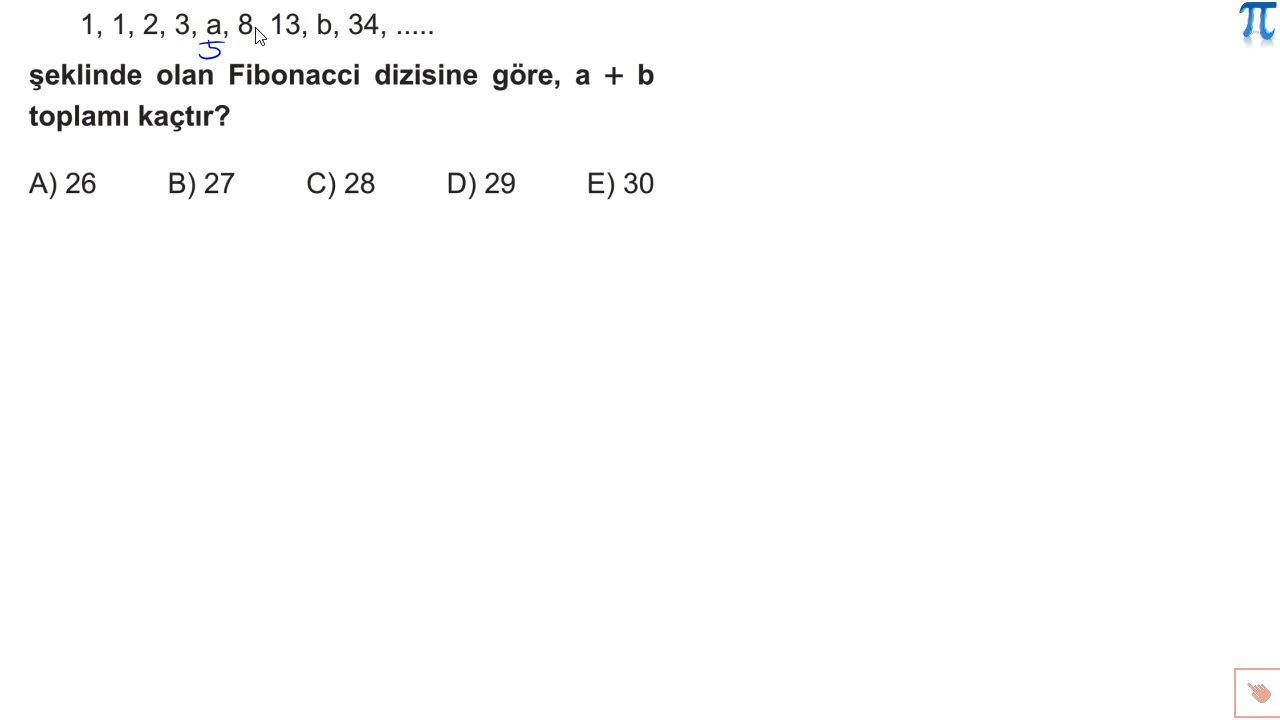 1, 1, 2, 3, a, 8, 13, b, 34, .....
5
şeklinde olan Fibonacci dizisine göre, a + b
toplamı kaçtır?
A) 26 B) 27 C) 28 D) 29 E) 30
π